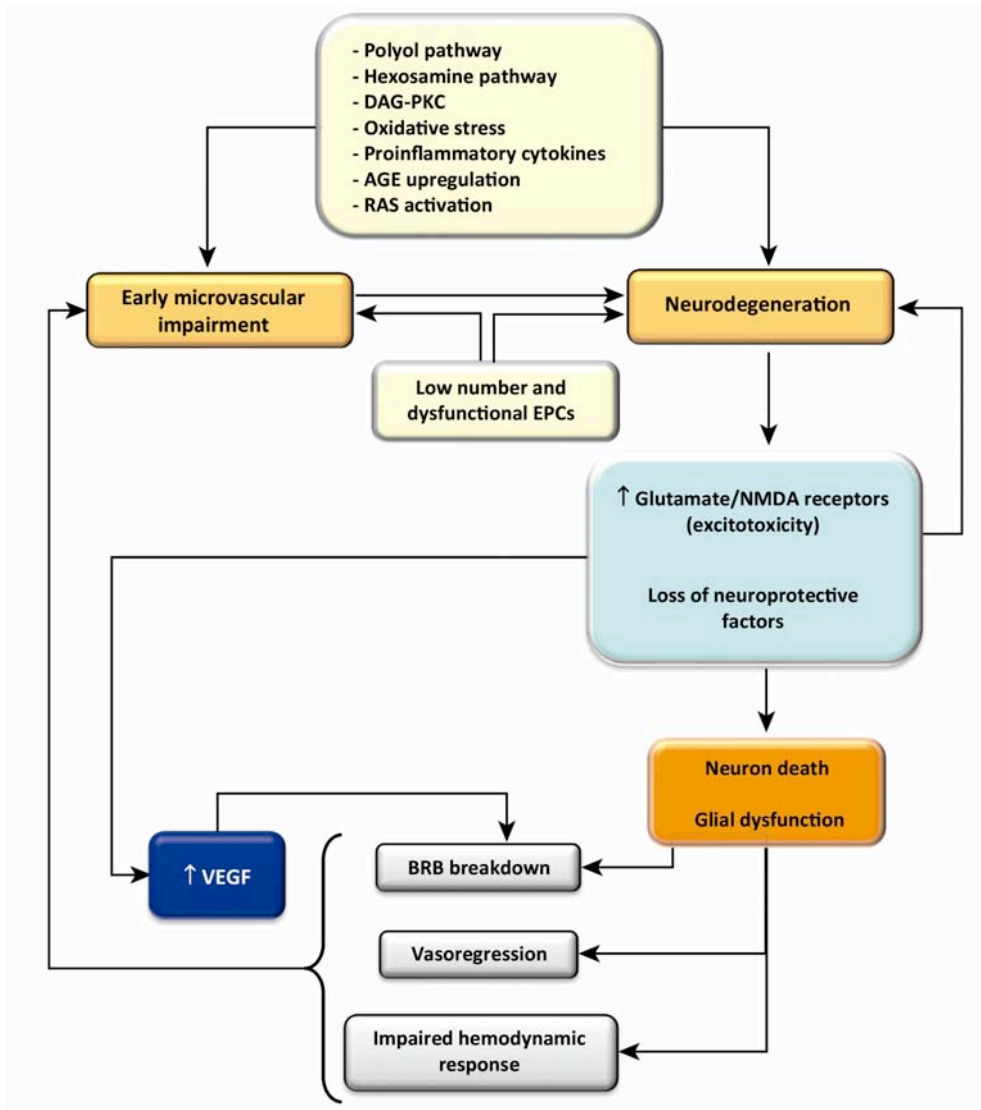 - Polyol pathway
- Hexosamine pathway
- DAG-PKC
- Oxidative stress
- Proinflammatory cytokines
- AGE upregulation
- RAS activation
Early microvascular
impairment
Neurodegeneration
Low number and
dysfunctional EPCs
↑ Glutamate/NMDA receptors
(excitotoxicity)
Loss of neuroprotective
factors
Neuron death
Glial dysfunction
↑ VEGF
BRB breakdown
Vasoregression
Impaired hemodynamic
response